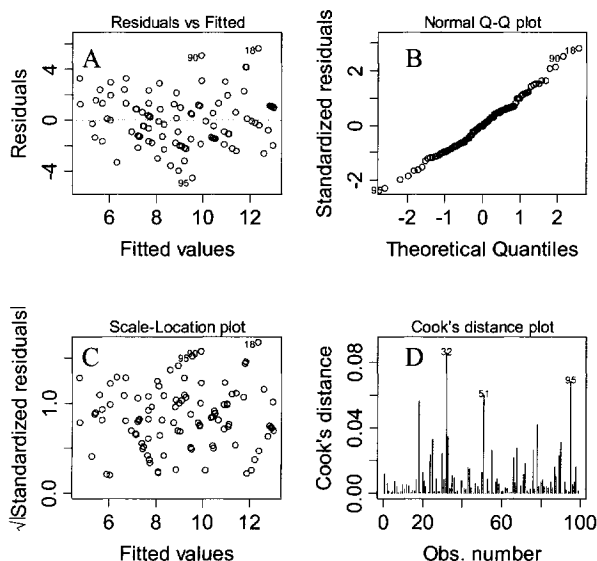 Residuals vs Fitted
A
90
18
95
Residuals
-4
0
4
6
8
10
12
Fitted values
Normal Q-Q plot
B
90
18
95
Standardized residuals
-2
0
2
-2
-1
0
1
2
Theoretical Quantiles
Scale-Location plot
C
95
18
√|Standardized residuals|
0.0
1.0
6
8
10
12
Fitted values
Cook's distance plot
D
32
51
95
Cook's distance
0.00
0.04
0.08
0
20
60
100
Obs. number